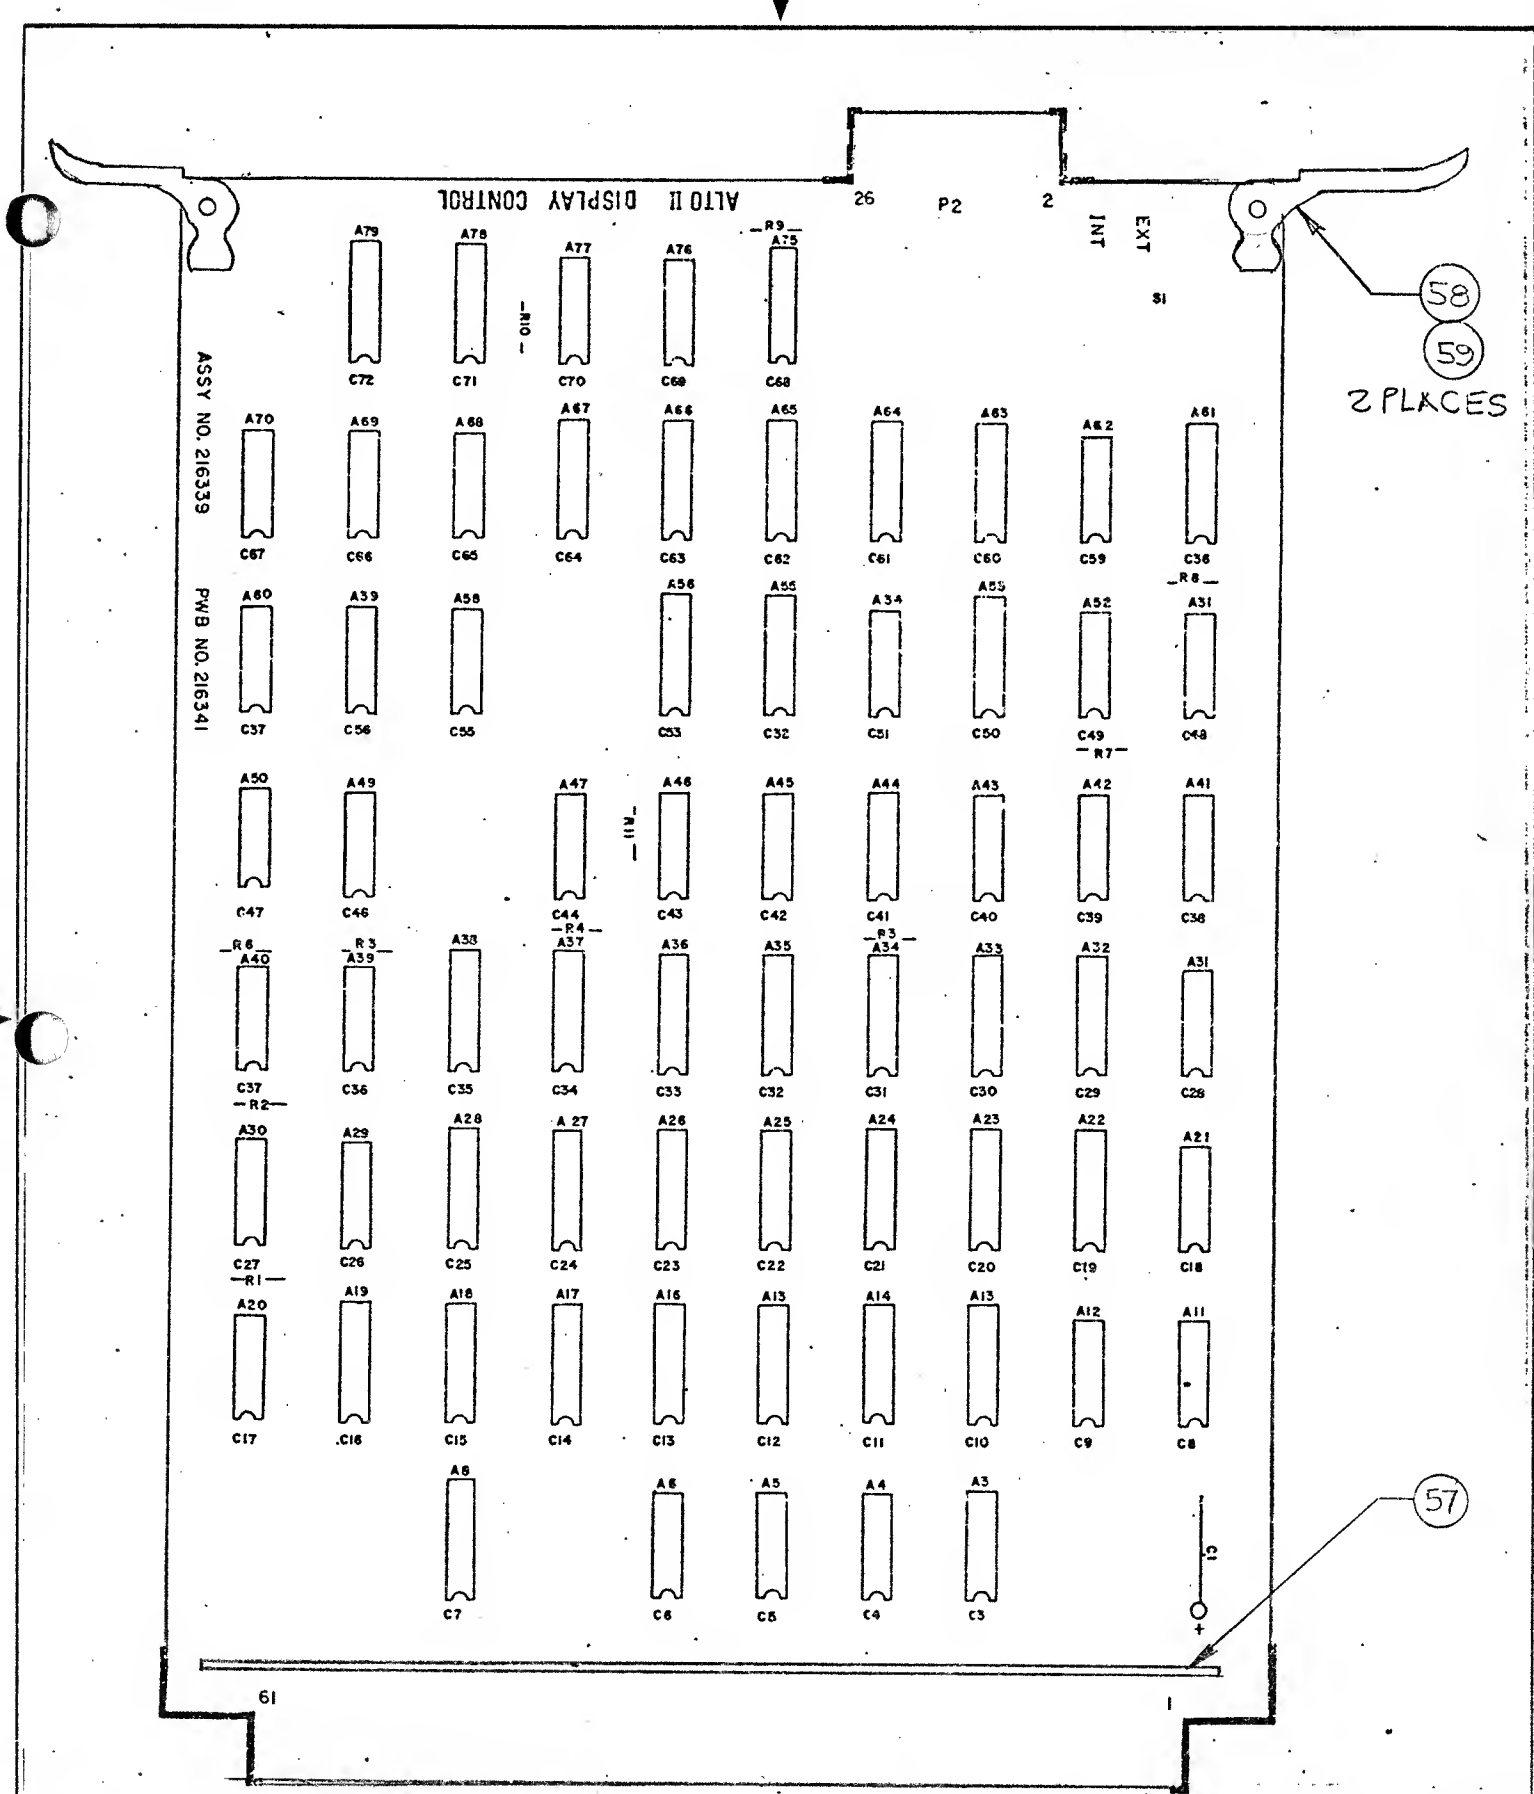 ALTO II DISPLAY CONTROL
26 P2 2
INT
EXT
S1
58
59
2 PLACES
ASSY NO. 216339
PWB NO. 216341
R9
A79 A78 A77 A76 A75
R10
C72 C71 C70 C69 C68
A70 A69 A68 A67 A66 A65 A64 A63 A62 A61
C67 C66 C65 C64 C63 C62 C61 C60 C59 C36
R8
A60 A39 A58 A56 A55 A34 A53 A52 A31
C37 C56 C55 C53 C32 C51 C50 C49 C48
R7
A50 A49 A47 A46 A45 A44 A43 A42 A41
R11
C47 C46 C44 C43 C42 C41 C40 C39 C38
R6 R3 R4 R3
A40 A39 A38 A37 A36 A35 A34 A33 A32 A31
C37 C36 C35 C34 C33 C32 C31 C30 C29 C28
R2
A30 A29 A28 A27 A26 A25 A24 A23 A22 A21
C27 C26 C25 C24 C23 C22 C21 C20 C19 C18
R1
A20 A19 A18 A17 A16 A13 A14 A13 A12 A11
C17 C16 C15 C14 C13 C12 C11 C10 C9 C8
A8 A6 A5 A4 A3
57
C1
C7 C6 C5 C4 C3
+
61 1